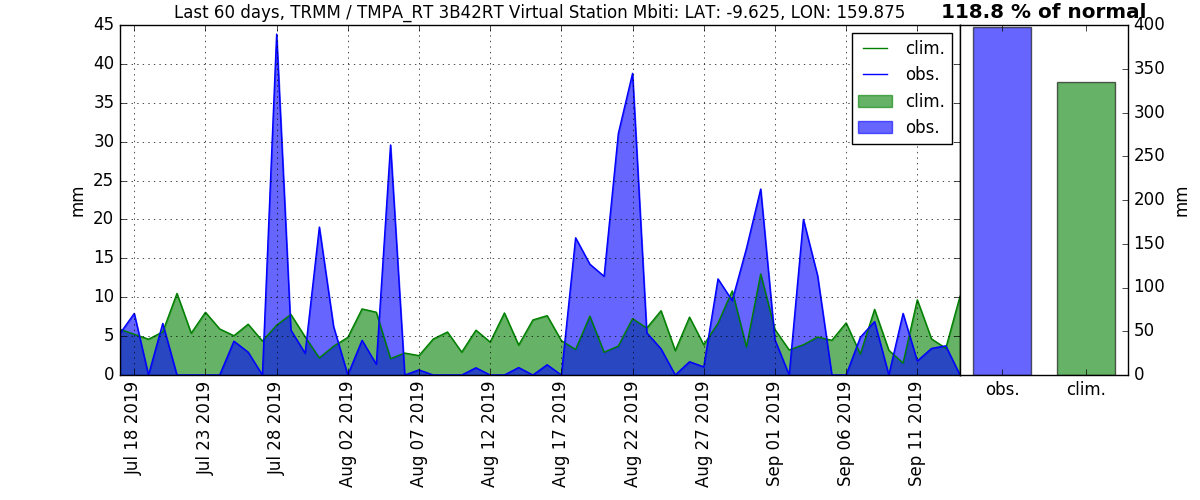 Last 60 days, TRMM / TMPA_RT 3B42RT Virtual Station Mbiti: LAT: -9.625, LON: 159.875
118.8 % of normal
45
40
35
30
25
20
15
10
5
0
mm
clim.
obs.
clim.
obs.
400
350
300
250
200
150
100
50
0
mm
Jul 18 2019
Jul 23 2019
Jul 28 2019
Aug 02 2019
Aug 07 2019
Aug 12 2019
Aug 17 2019
Aug 22 2019
Aug 27 2019
Sep 01 2019
Sep 06 2019
Sep 11 2019
obs.
clim.